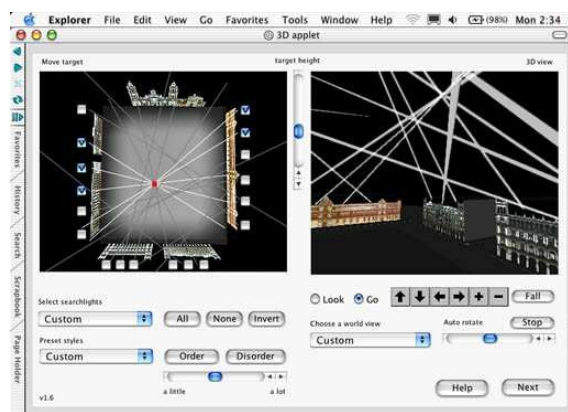 Explorer File Edit View Go Favorites Tools Window Help (98%) Mon 2:34
3D applet
Move target target height 3D view
Favorites
History
Search
Scrapbook
Page Holder
Look Go Fall
Select searchlights
Custom All None Invert
Choose a world view Auto rotate Stop
Custom
Preset styles
Custom Order Disorder
a little a lot
Help Next
v1.6